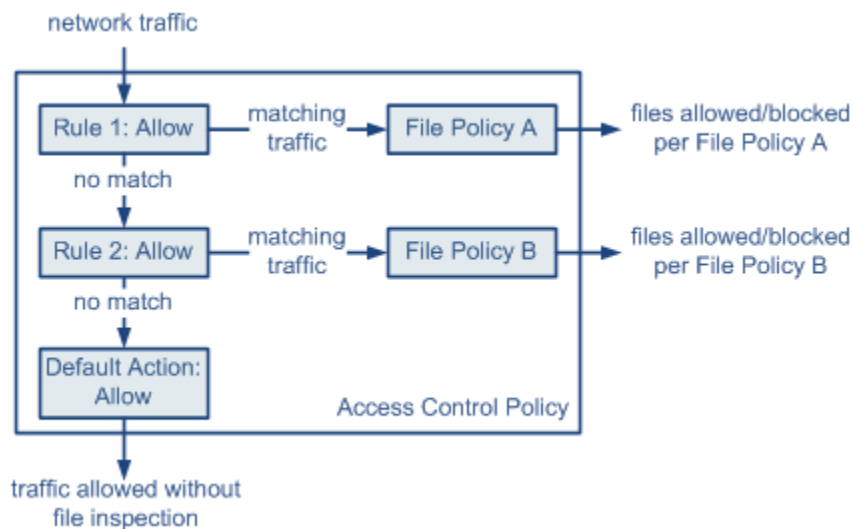 network traffic
Rule 1: Allow
matching
traffic
File Policy A
files allowed/blocked
per File Policy A
no match
Rule 2: Allow
matching
traffic
File Policy B
files allowed/blocked
per File Policy B
no match
Default Action:
Allow
Access Control Policy
traffic allowed without
file inspection